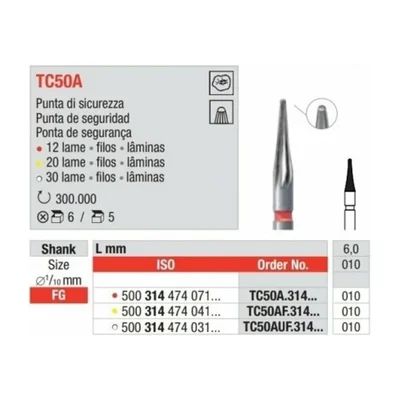 TC50A
Punta di sicurezza
Punta de seguridad
Ponta de segurança
12 lame • filos • lâminas
20 lame • filos • lâminas
30 lame • filos • lâminas
300.000
6 / 5
Shank L mm 6,0
Size ISO Order No. 010
Ø¹/₁₀ mm
FG 500 314 474 071... TC50A.314... 010
500 314 474 041... TC50AF.314... 010
500 314 474 031... TC50AUF.314... 010